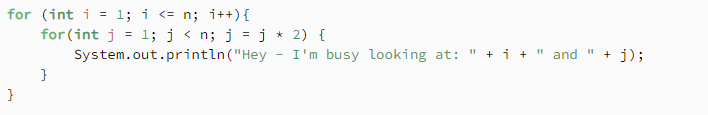 for (int i = 1; i <= n; i++){
    for(int j = 1; j < n; j = j * 2) {
        System.out.println("Hey - I'm busy looking at: " + i + " and " + j);
    }
}